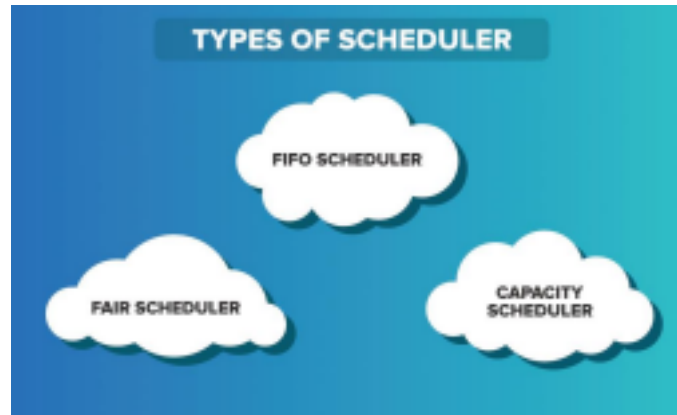 TYPES OF SCHEDULER
FIFO SCHEDULER
FAIR SCHEDULER
CAPACITY
SCHEDULER